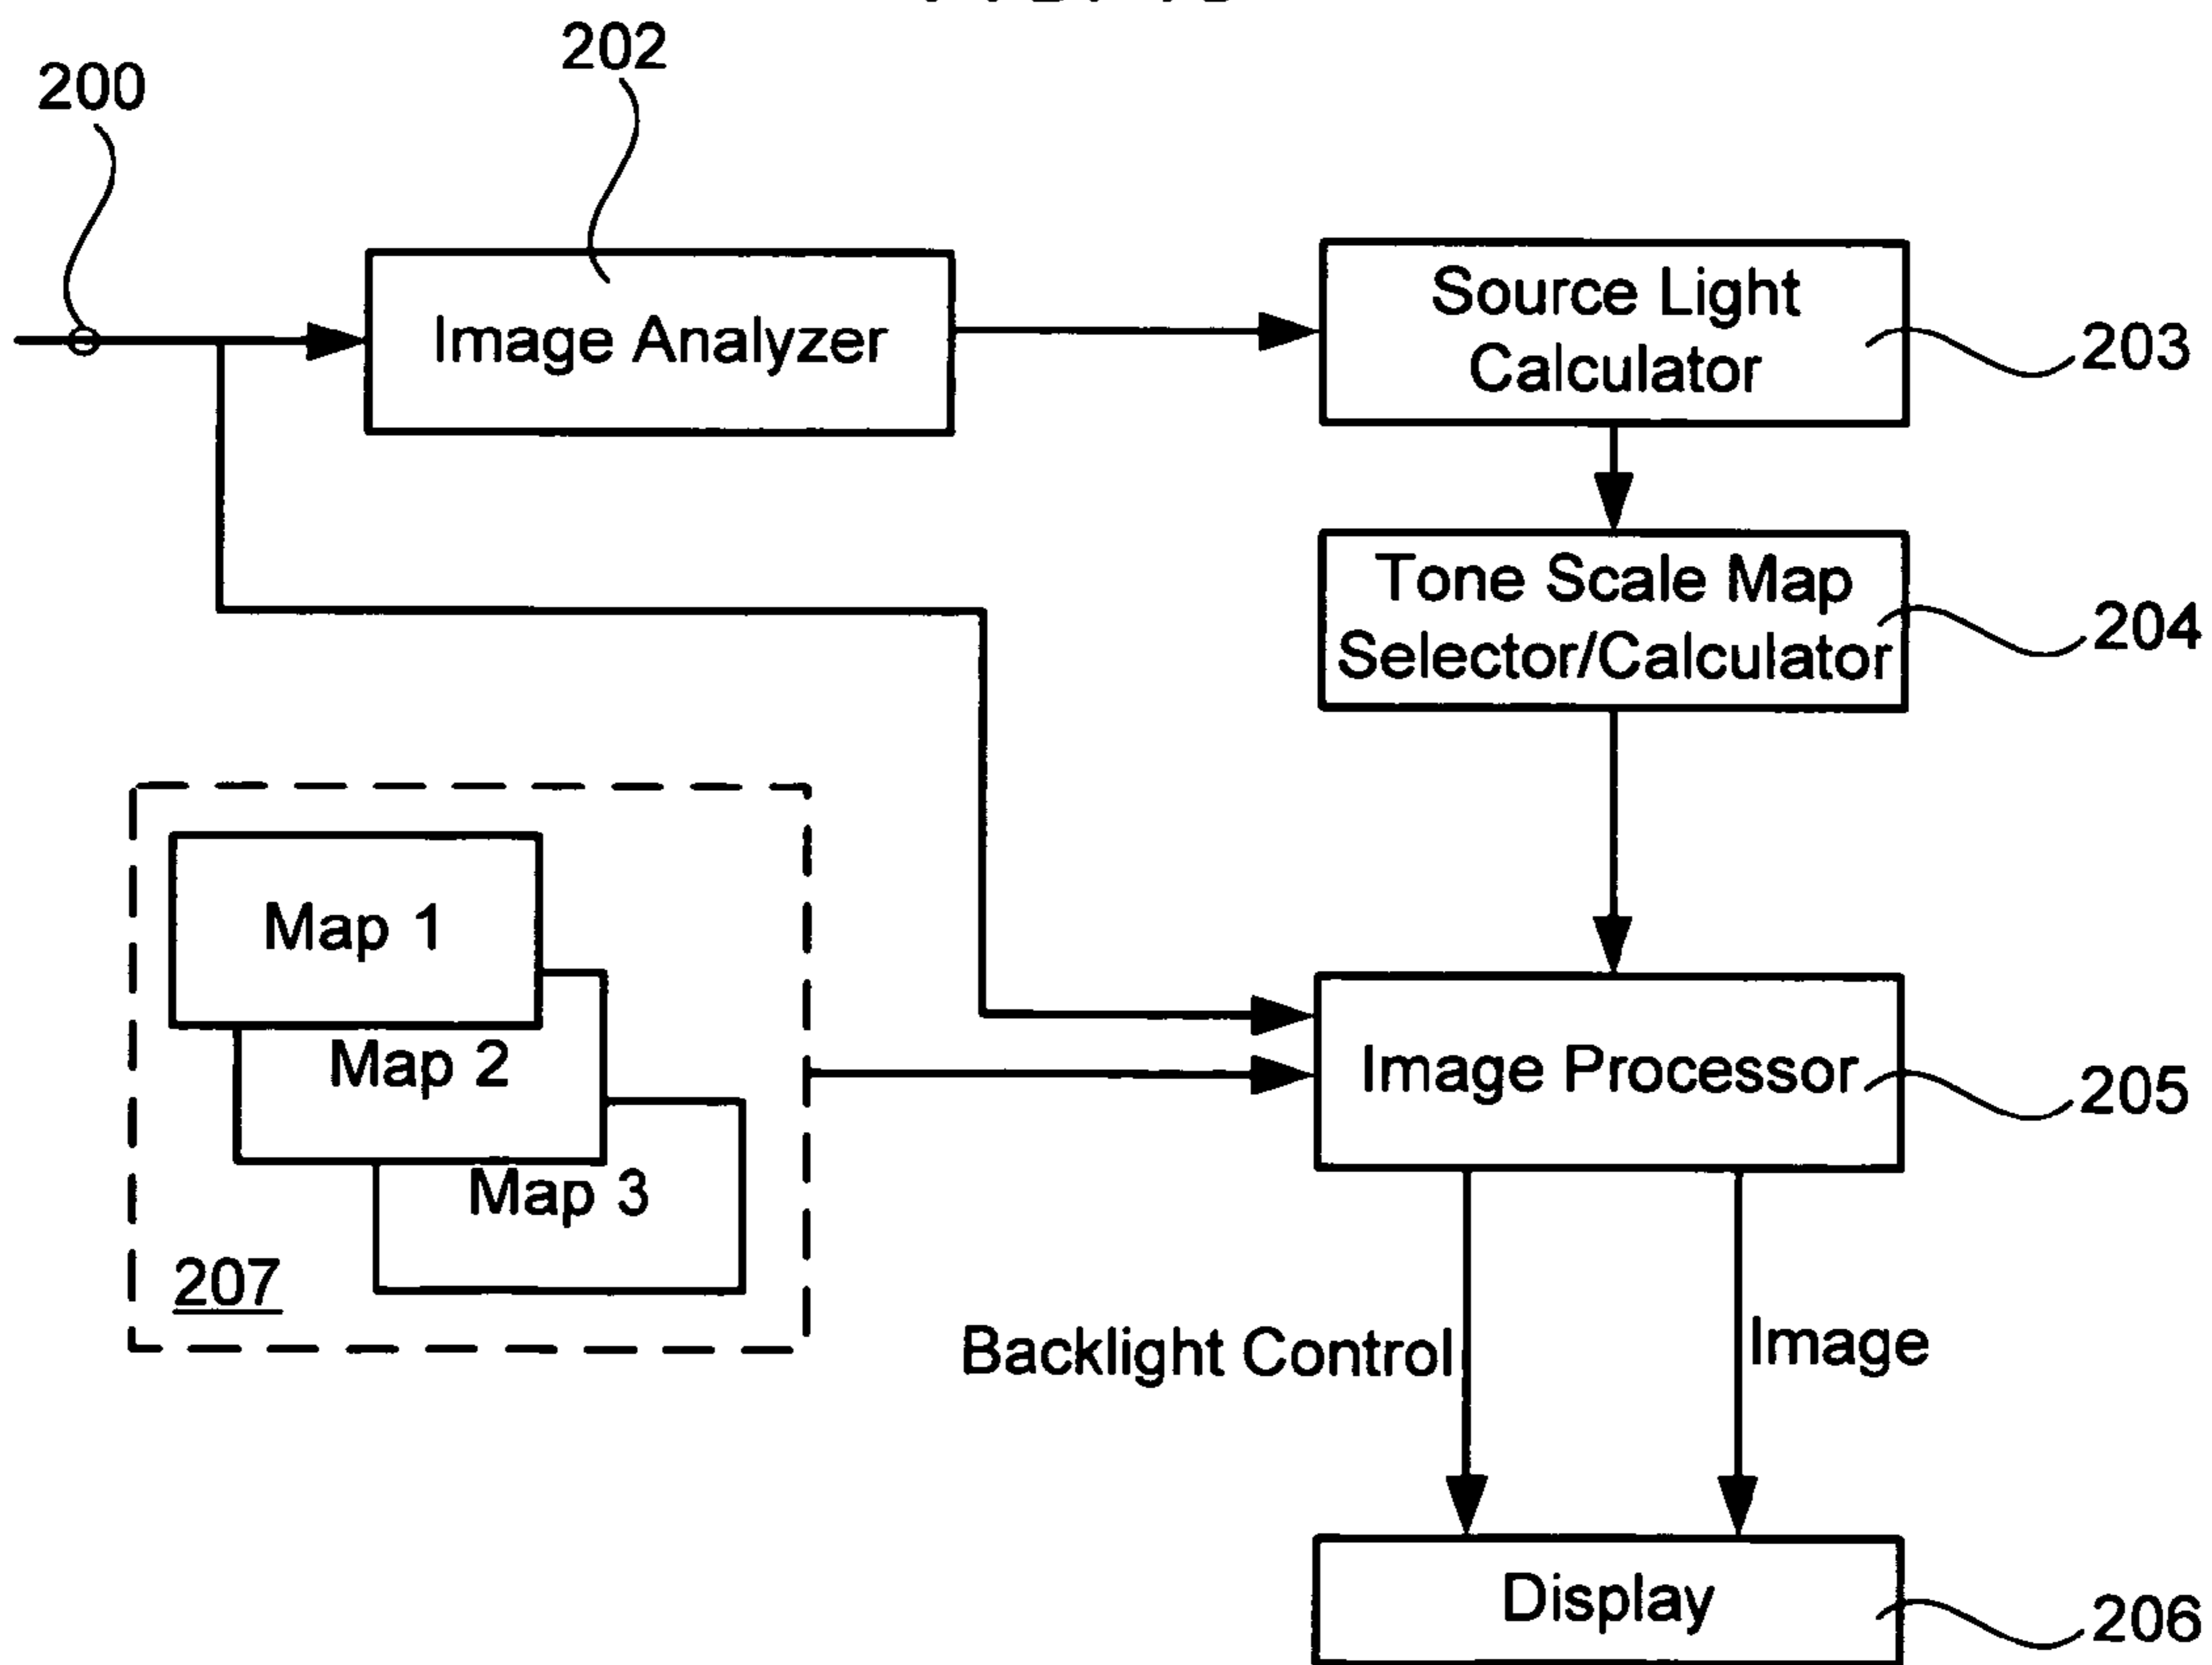 202
200
Image Analyzer
Source Light
Calculator
203
Tone Scale Map
Selector/Calculator
204
Map 1
Map 2
Map 3
207
Image Processor
205
Backlight Control
Image
Display
206